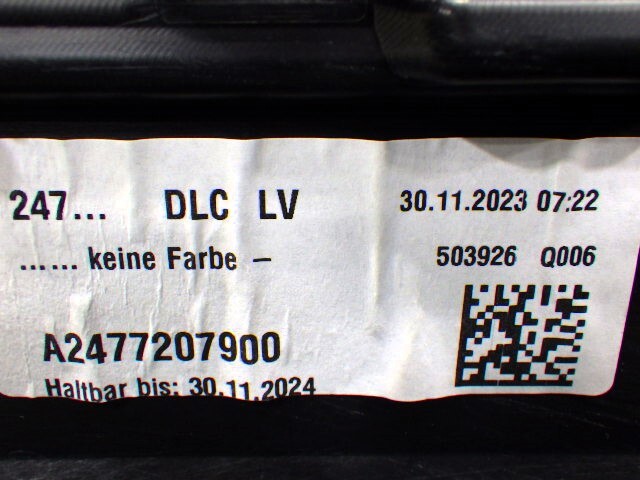 247... DLC LV 30.11.2023 07:22
...... keine Farbe – 503926 Q006
A2477207900
Haltbar bis: 30.11.2024